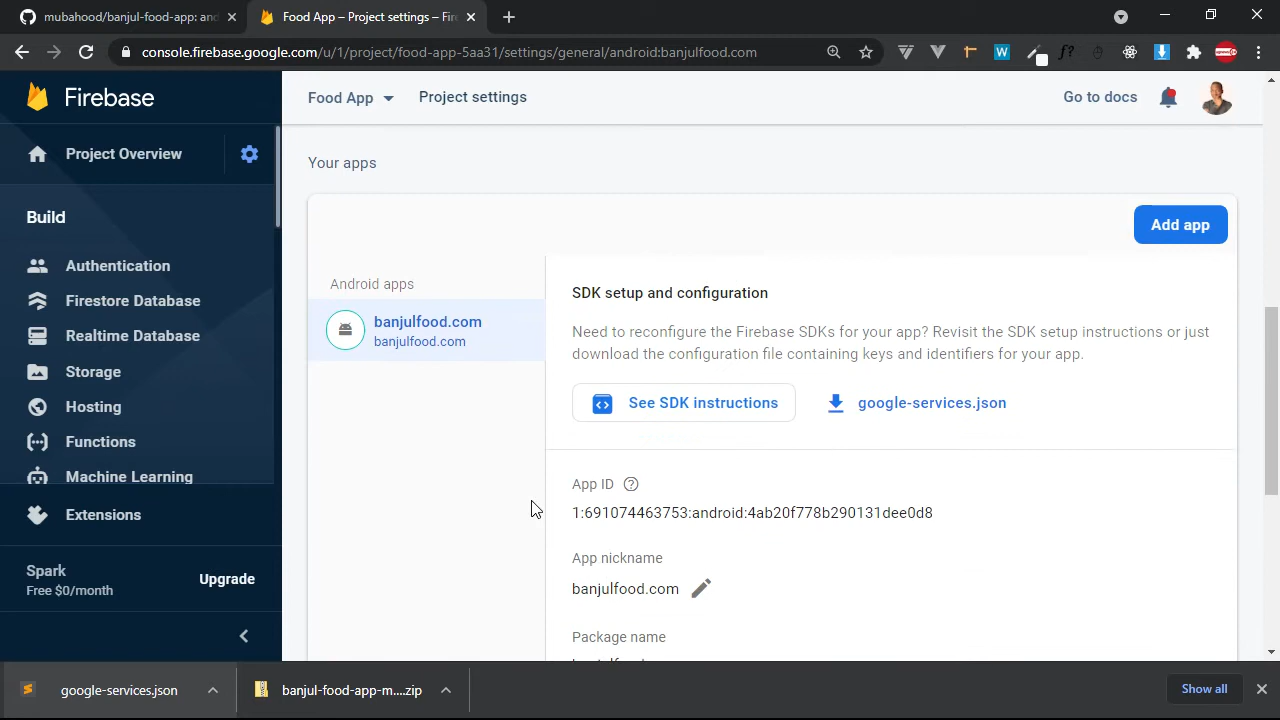 mubahood/banjul-food-app: and
Food App – Project settings – Fire
console.firebase.google.com/u/1/project/food-app-5aa31/settings/general/android:banjulfood.com
Firebase
Food App
Project settings
Go to docs
Project Overview
Your apps
Build
Add app
Authentication
Android apps
SDK setup and configuration
Firestore Database
banjulfood.com
banjulfood.com
Need to reconfigure the Firebase SDKs for your app? Revisit the SDK setup instructions or just
download the configuration file containing keys and identifiers for your app.
Realtime Database
Storage
See SDK instructions
google-services.json
Hosting
Functions
Machine Learning
App ID
1:691074463753:android:4ab20f778b290131dee0d8
Extensions
App nickname
banjulfood.com
Spark
Free $0/month
Upgrade
Package name
google-services.json
banjul-food-app-m....zip
Show all